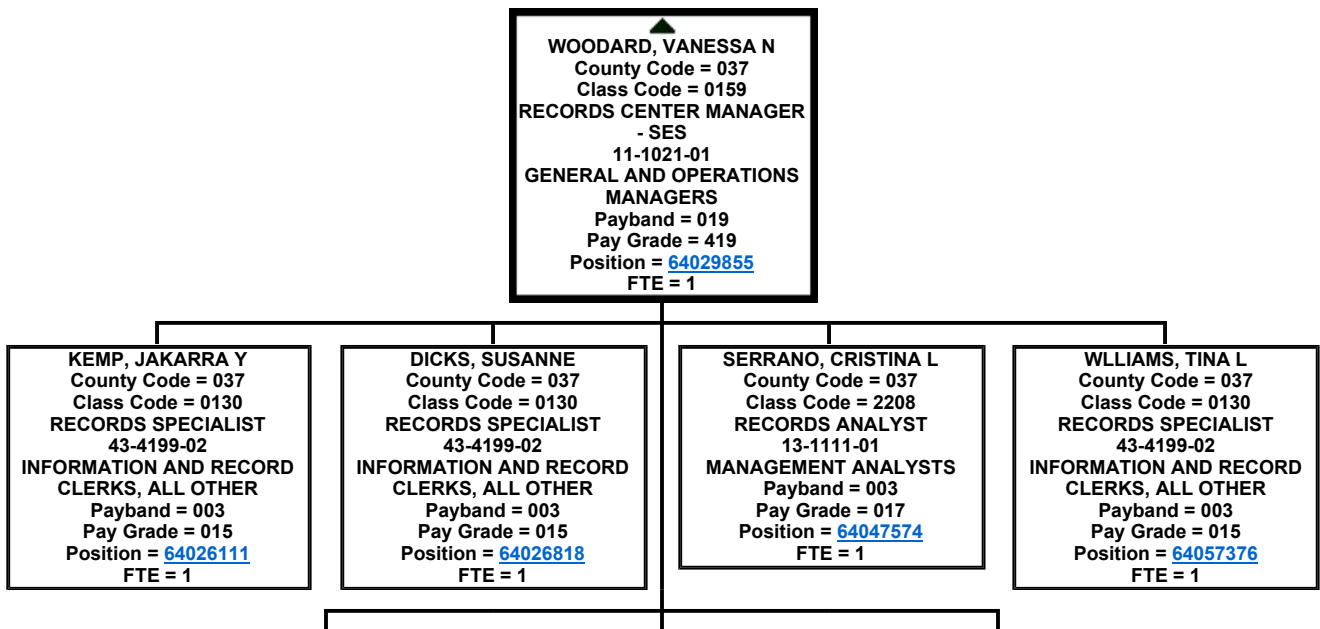 WOODARD, VANESSA N
County Code = 037
Class Code = 0159
RECORDS CENTER MANAGER
- SES
11-1021-01
GENERAL AND OPERATIONS
MANAGERS
Payband = 019
Pay Grade = 419
Position = 64029855
FTE = 1
KEMP, JAKARRA Y
County Code = 037
Class Code = 0130
RECORDS SPECIALIST
43-4199-02
INFORMATION AND RECORD
CLERKS, ALL OTHER
Payband = 003
Pay Grade = 015
Position = 64026111
FTE = 1
DICKS, SUSANNE
County Code = 037
Class Code = 0130
RECORDS SPECIALIST
43-4199-02
INFORMATION AND RECORD
CLERKS, ALL OTHER
Payband = 003
Pay Grade = 015
Position = 64026818
FTE = 1
SERRANO, CRISTINA L
County Code = 037
Class Code = 2208
RECORDS ANALYST
13-1111-01
MANAGEMENT ANALYSTS
Payband = 003
Pay Grade = 017
Position = 64047574
FTE = 1
WLLIAMS, TINA L
County Code = 037
Class Code = 0130
RECORDS SPECIALIST
43-4199-02
INFORMATION AND RECORD
CLERKS, ALL OTHER
Payband = 003
Pay Grade = 015
Position = 64057376
FTE = 1